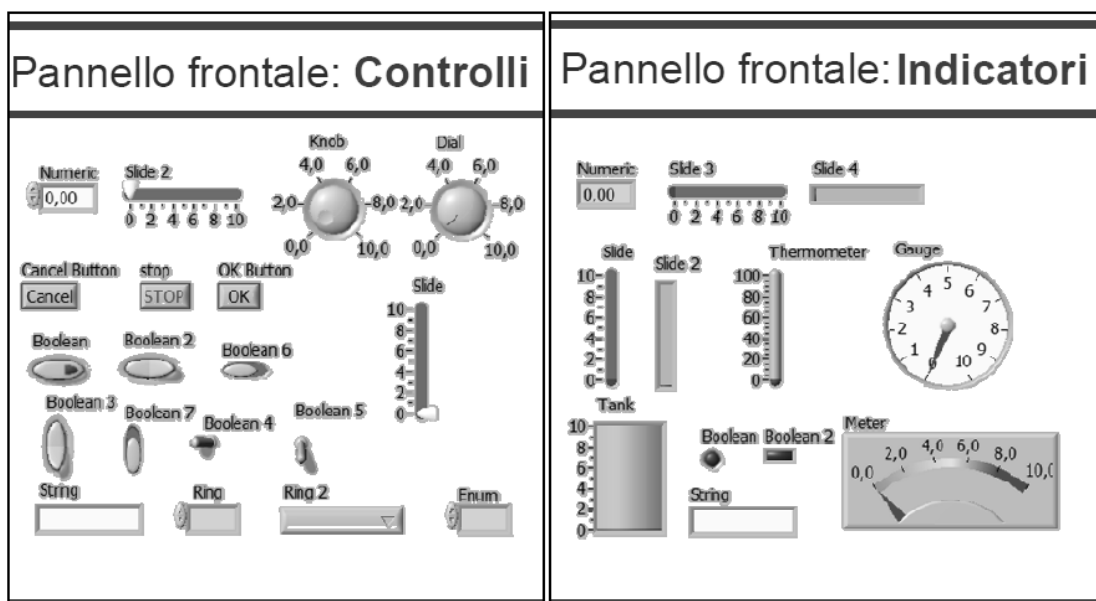 Pannello frontale: Controlli
Knob
Dial
4,0 6,0
4,0 6,0
Numeric
Slide 2
0,00
2,0 8,0
2,0 8,0
0 2 4 6 8 10
0,0 10,0
0,0 10,0
Cancel Button
stop
OK Button
Cancel
STOP
OK
Slide
10
8
6
4
2
0
Boolean
Boolean 2
Boolean 6
Boolean 3
Boolean 7
Boolean 4
Boolean 5
String
Ring
Ring 2
Enum
Pannello frontale: Indicatori
Numeric
Slide 3
Slide 4
0.00
0 2 4 6 8 10
Slide
10
8
6
4
2
0
Slide 2
Thermometer
100
80
60
40
20
0
Gauge
0 1 2 3 4 5 6 7 8 9 10
Tank
10
8
6
4
2
0
Boolean
Boolean 2
String
Meter
0,0 2,0 4,0 6,0 8,0 10,0